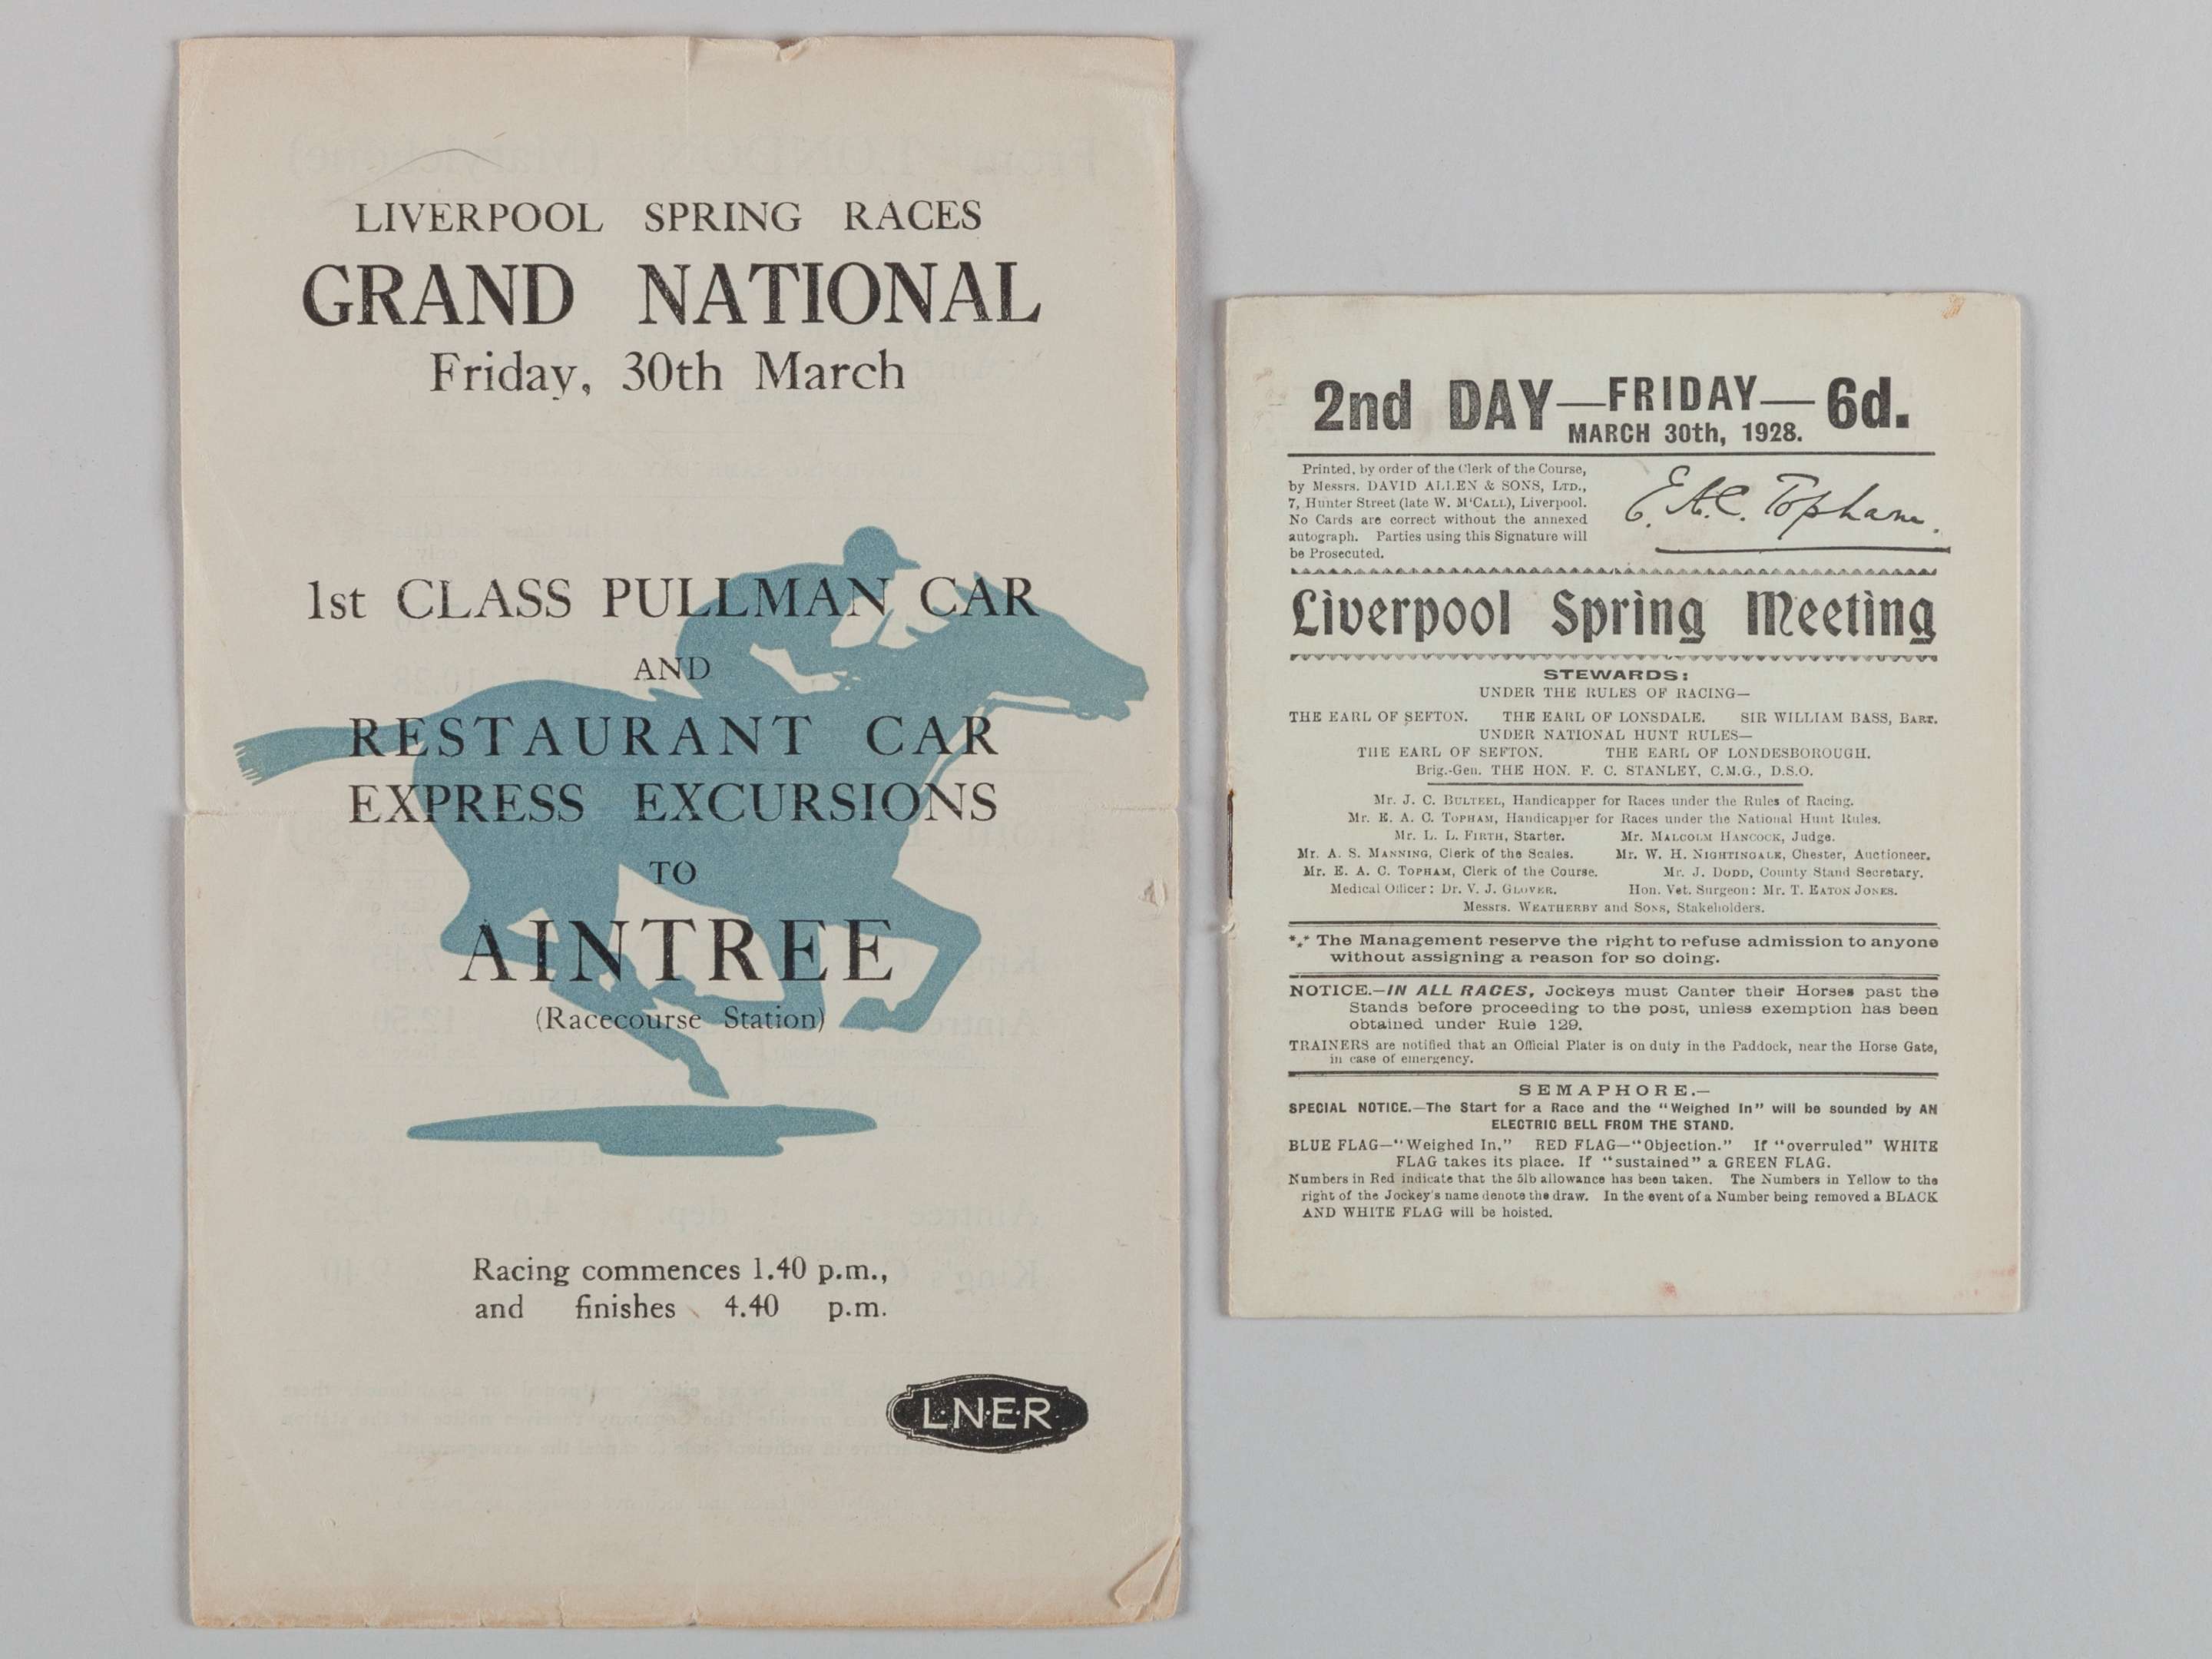 LIVERPOOL SPRING RACES
GRAND NATIONAL
Friday, 30th March
1st CLASS PULLMAN CAR
AND
RESTAURANT CAR
EXPRESS EXCURSIONS
TO
AINTREE
(Racecourse Station)
Racing commences 1.40 p.m.,
and finishes 4.40 p.m.
L·N·E·R
2nd DAY—FRIDAY—6d.
MARCH 30th, 1928.
Printed, by order of the Clerk of the Course,
by Messrs. DAVID ALLEN & SONS, LTD.,
7, Hunter Street (late W. M'CALL), Liverpool.
No Cards are correct without the annexed
autograph. Parties using this Signature will
be Prosecuted.
E. A. C. Topham.
Liverpool Spring Meeting
STEWARDS:
UNDER THE RULES OF RACING—
THE EARL OF SEFTON. THE EARL OF LONSDALE. SIR WILLIAM BASS, BART.
UNDER NATIONAL HUNT RULES—
THE EARL OF SEFTON. THE EARL OF LONDESBOROUGH.
Brig.-Gen. THE HON. F. C. STANLEY, C.M.G., D.S.O.
Mr. J. C. BULTEEL, Handicapper for Races under the Rules of Racing.
Mr. E. A. C. TOPHAM, Handicapper for Races under the National Hunt Rules.
Mr. L. L. FIRTH, Starter. Mr. MALCOLM HANCOCK, Judge.
Mr. A. S. MANNING, Clerk of the Scales. Mr. W. H. NIGHTINGALE, Chester, Auctioneer.
Mr. E. A. C. TOPHAM, Clerk of the Course. Mr. J. DODD, County Stand Secretary.
Medical Officer: Dr. V. J. GLOVER. Hon. Vet. Surgeon: Mr. T. EATON JONES.
Messrs. WEATHERBY and SONS, Stakeholders.
*** The Management reserve the right to refuse admission to anyone
without assigning a reason for so doing.
NOTICE.—IN ALL RACES, Jockeys must Canter their Horses past the
Stands before proceeding to the post, unless exemption has been
obtained under Rule 129.
TRAINERS are notified that an Official Plater is on duty in the Paddock, near the Horse Gate,
in case of emergency.
SEMAPHORE.—
SPECIAL NOTICE.—The Start for a Race and the "Weighed In" will be sounded by AN
ELECTRIC BELL FROM THE STAND.
BLUE FLAG—"Weighed In." RED FLAG—"Objection." If "overruled" WHITE
FLAG takes its place. If "sustained" a GREEN FLAG.
Numbers in Red indicate that the 5lb allowance has been taken. The Numbers in Yellow to the
right of the Jockey's name denote the draw. In the event of a Number being removed a BLACK
AND WHITE FLAG will be hoisted.